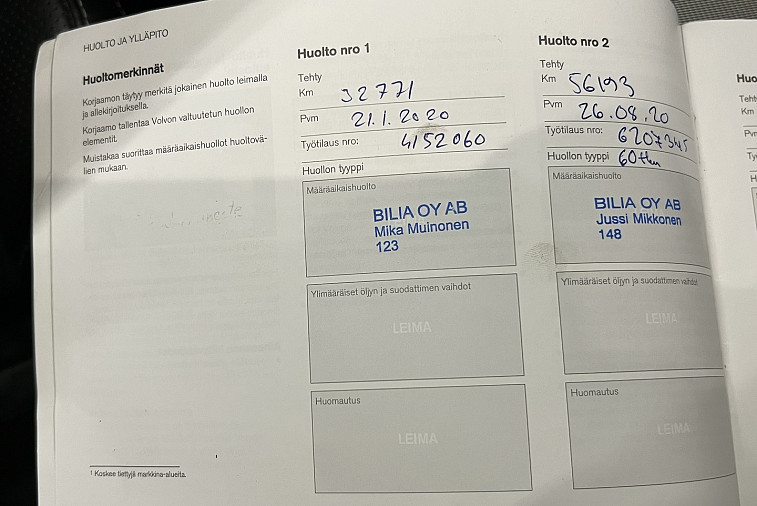 HUOLTO JA YLLÄPITO
Huoltomerkinnät
Korjaamon täytyy merkitä jokainen huolto leimalla
ja allekirjoituksella.
Korjaamo tallentaa Volvon valtuutetun huollon
elementit.
Muistakaa suorittaa määräaikaishuollot huoltovä-
lien mukaan.
1 Koskee tiettyjä markkina-alueita.
Huolto nro 1
Tehty
Km 32771
Pvm 21.1.2020
Työtilaus nro: 4152060
Huollon tyyppi
Määräaikaishuolto
BILIA OY AB
Mika Muinonen
123
Ylimääräiset öljyn ja suodattimen vaihdot
LEIMA
Huomautus
LEIMA
Huolto nro 2
Tehty
Km 56193
Pvm 26.08.20
Työtilaus nro: 6207345
Huollon tyyppi 60tkm
Määräaikaishuolto
BILIA OY AB
Jussi Mikkonen
148
Ylimääräiset öljyn ja suodattimen vaihdot
LEIMA
Huomautus
LEIMA
Huo
Teht
Km
Pvr
Ty
H